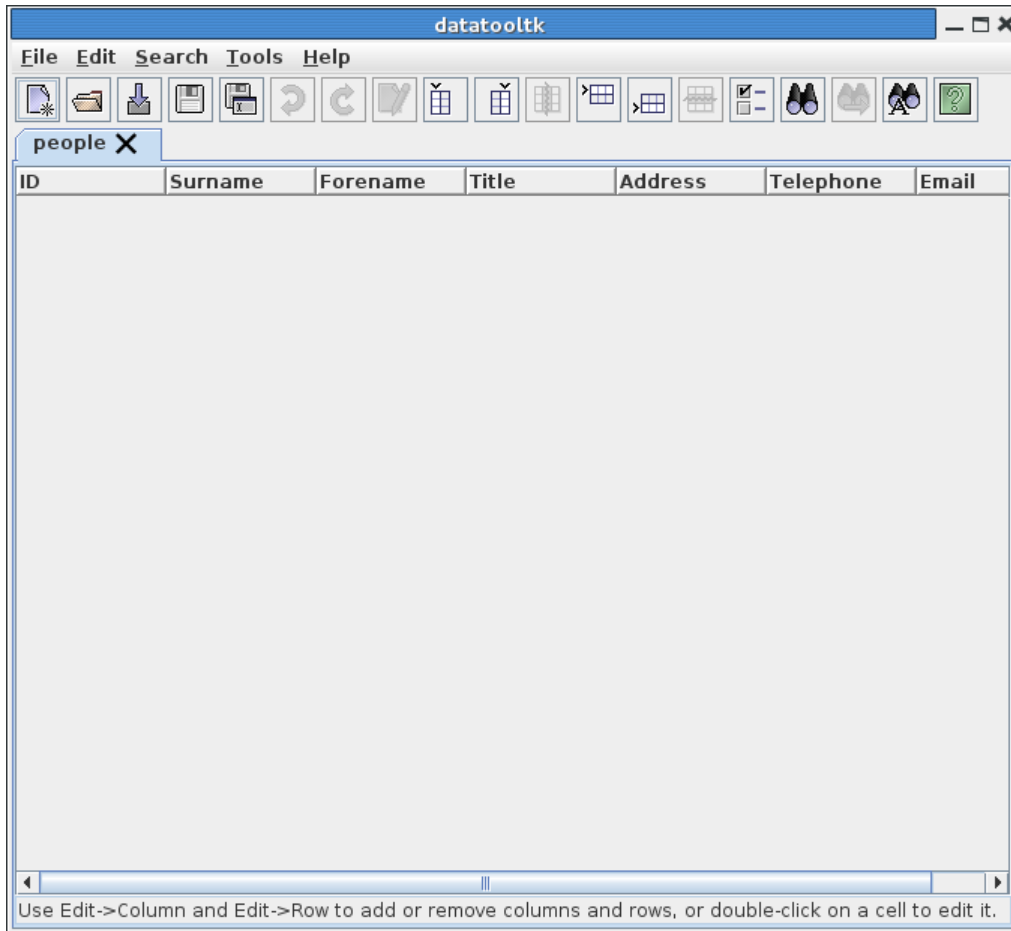 datatooltk
File Edit Search Tools Help
people
ID Surname Forename Title Address Telephone Email
Use Edit->Column and Edit->Row to add or remove columns and rows, or double-click on a cell to edit it.